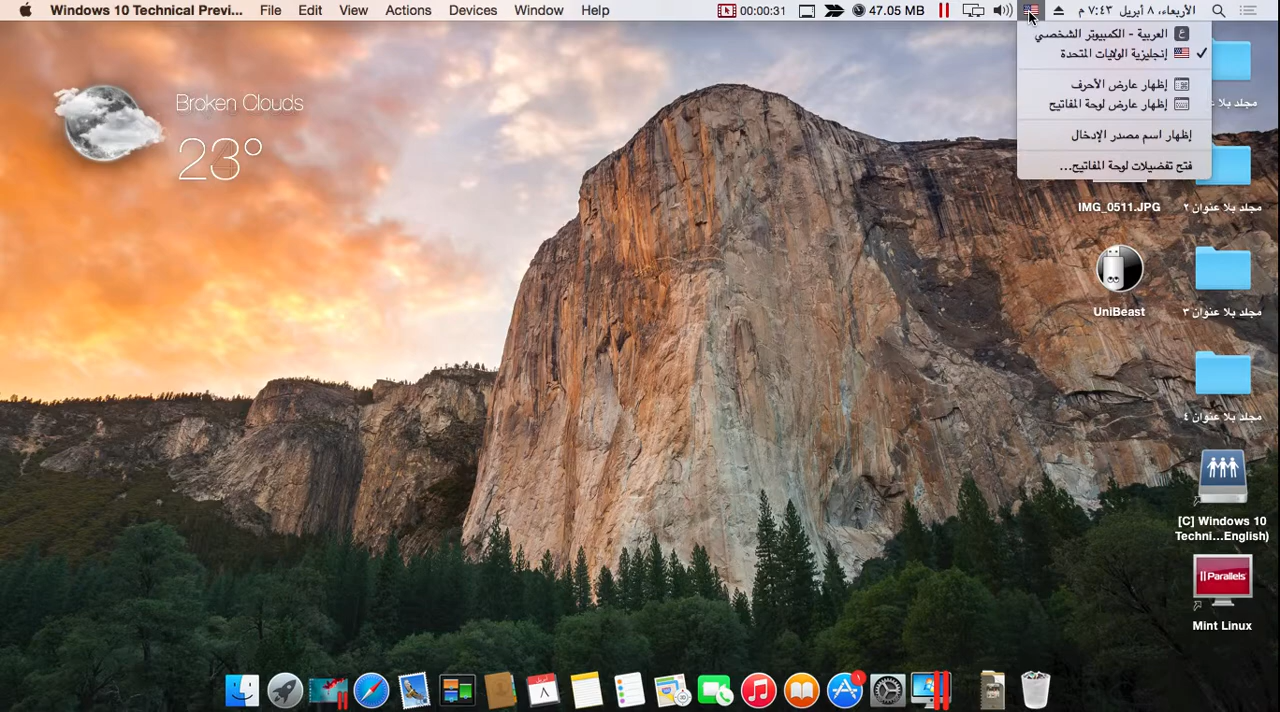 Windows 10 Technical Previ... File Edit View Actions Devices Window Help 00:00:31 47.05 MB الأربعاء، ٨ أبريل ٧:٤٣ م
العربية - الكمبيوتر الشخصي
إنجليزية الولايات المتحدة
إظهار عارض الأحرف
إظهار عارض لوحة المفاتيح
إظهار اسم مصدر الإدخال
فتح تفضيلات لوحة المفاتيح...
Broken Clouds
23°
مجلد بلا
IMG_0511.JPG
مجلد بلا عنوان ٢
UniBeast
مجلد بلا عنوان ٣
مجلد بلا عنوان ٤
[C] Windows 10
Techni...English)
Parallels
Mint Linux
٨